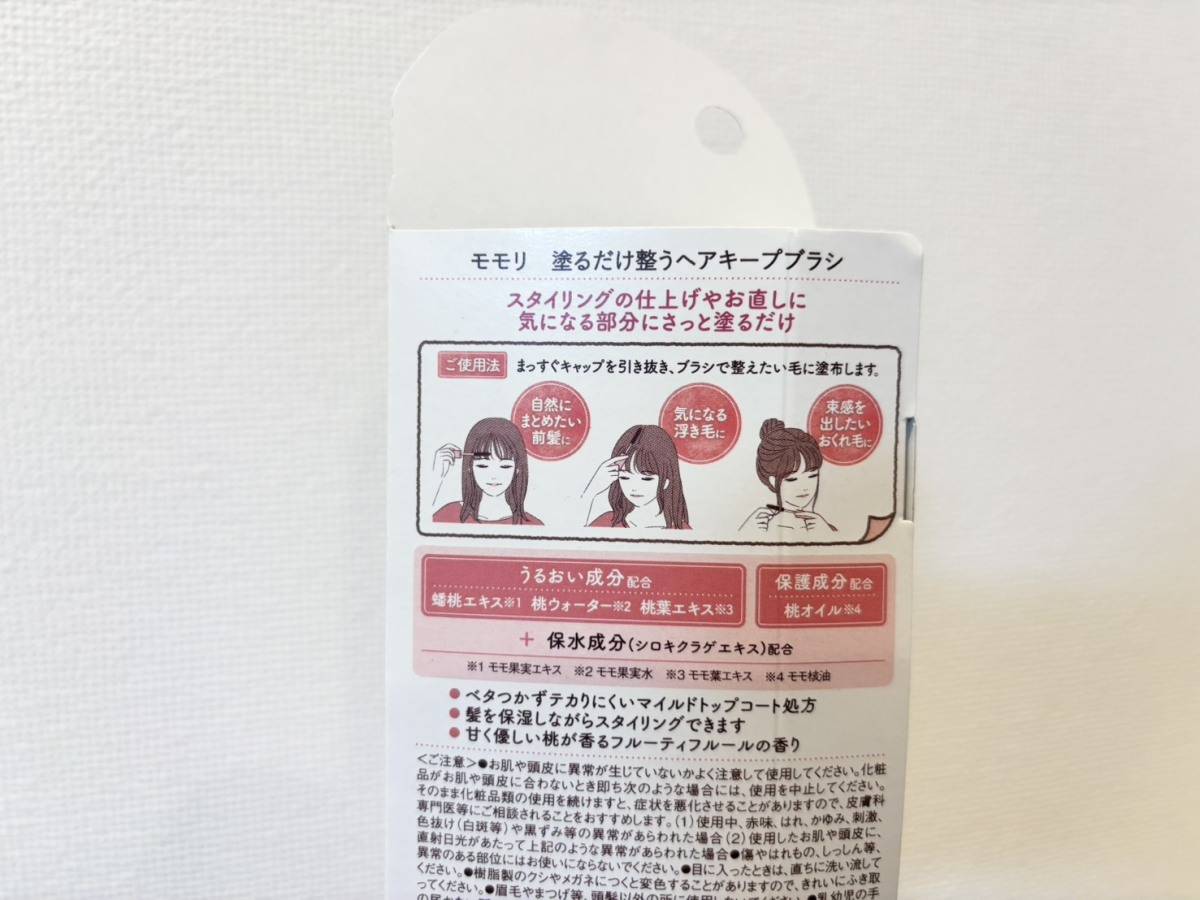 モモリ　塗るだけ整うヘアキープブラシ
スタイリングの仕上げやお直しに
気になる部分にさっと塗るだけ
ご使用法 まっすぐキャップを引き抜き、ブラシで整えたい毛に塗布します。
自然に
まとめたい
前髪に
気になる
浮き毛に
束感を
出したい
おくれ毛に
うるおい成分配合
蟠桃エキス※1 桃ウォーター※2 桃葉エキス※3
保護成分配合
桃オイル※4
+ 保水成分(シロキクラゲエキス)配合
※1 モモ果実エキス ※2 モモ果実水 ※3 モモ葉エキス ※4 モモ核油
●ベタつかずテカりにくいマイルドトップコート処方
●髪を保湿しながらスタイリングできます
●甘く優しい桃が香るフルーティフルールの香り
<ご注意>●お肌や頭皮に異常が生じていないかよく注意して使用してください。化粧
品がお肌や頭皮に合わないとき即ち次のような場合には、使用を中止してください。
そのまま化粧品類の使用を続けますと、症状を悪化させることがありますので、皮膚科
専門医等にご相談されることをおすすめします。(1)使用中、赤味、はれ、かゆみ、刺激、
色抜け(白斑等)や黒ずみ等の異常があらわれた場合(2)使用したお肌や頭皮に、
直射日光があたって上記のような異常があらわれた場合●傷やはれもの、しっしん等、
異常のある部位にはお使いにならないでください。●目に入ったときは、直ちに洗い流して
ください。●樹脂製のクシやメガネにつくと変色することがありますので、きれいにふき取
ってください。●眉毛やまつげ等、頭髪以外の所に使用しないでください。●乳幼児の手